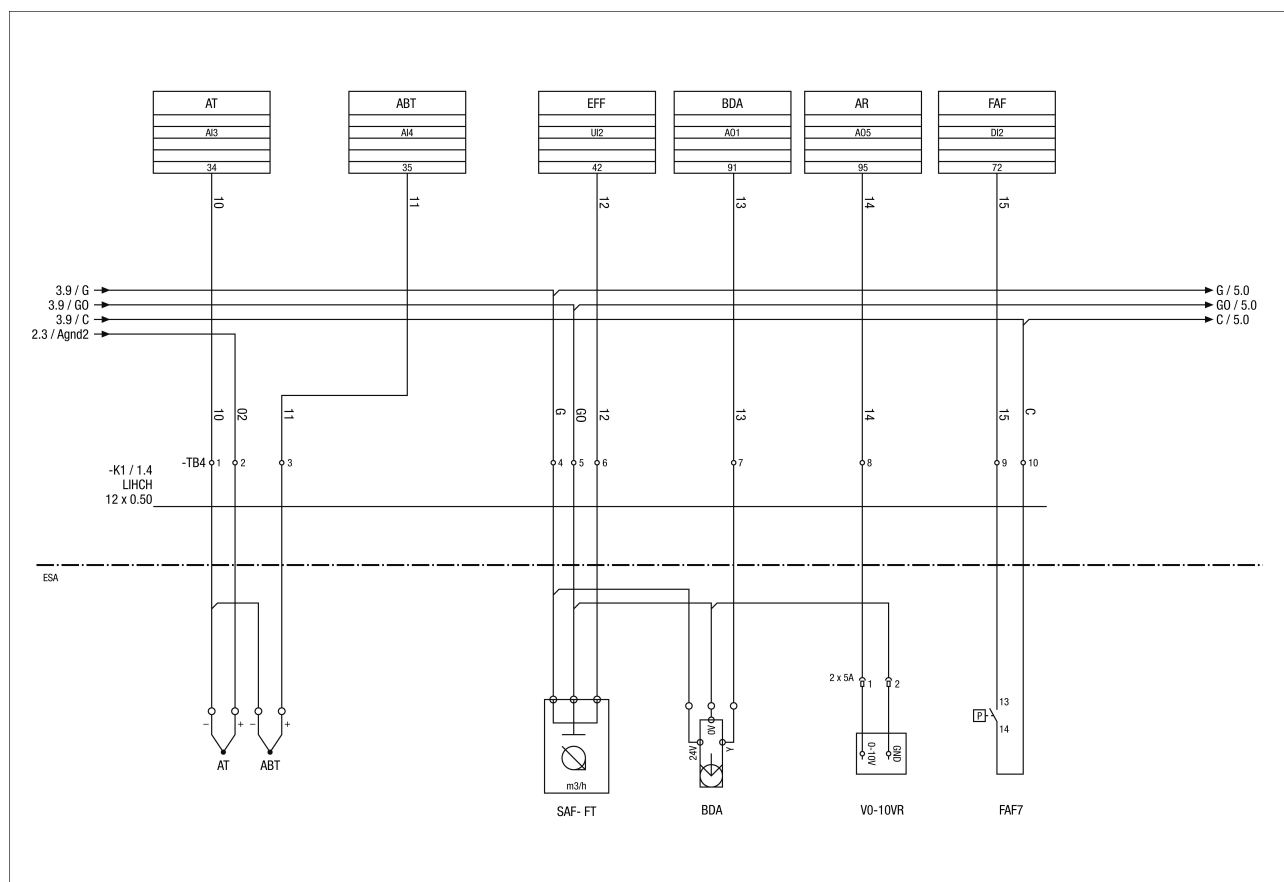 AT ABT EFF BDA AR FAF
AI3 AI4 UI2 AO1 AO5 DI2
34 35 42 91 95 72
10 11 12 13 14 15
3.9 / G G / 5.0
3.9 / GO GO / 5.0
3.9 / C C / 5.0
2.3 / Agnd2
10 02 11 G GO 12 13 14 15 C
-TB4 1 2 3 4 5 6 7 8 9 10
-K1 / 1.4
LIHCH
12 x 0.50
ESA
2 x 5A 1 2
13
P
14
− + − +
24V 0V Y
0-10V GND
AT ABT
m3/h
SAF- FT BDA V0-10VR FAF7